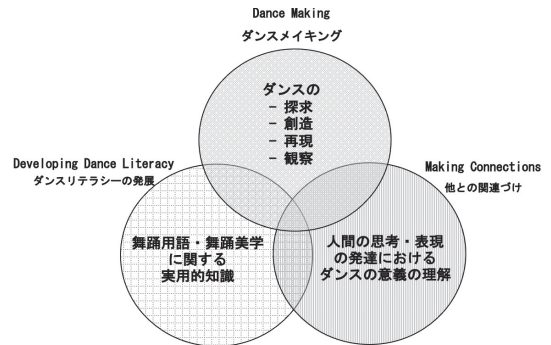 Dance Making
ダンスメイキング
ダンスの
- 探求
- 創造
- 再現
- 観察
Developing Dance Literacy
ダンスリテラシーの発展
Making Connections
他との関連づけ
舞踊用語・舞踊美学
に関する
実用的知識
人間の思考・表現
の発達における
ダンスの意義の理解